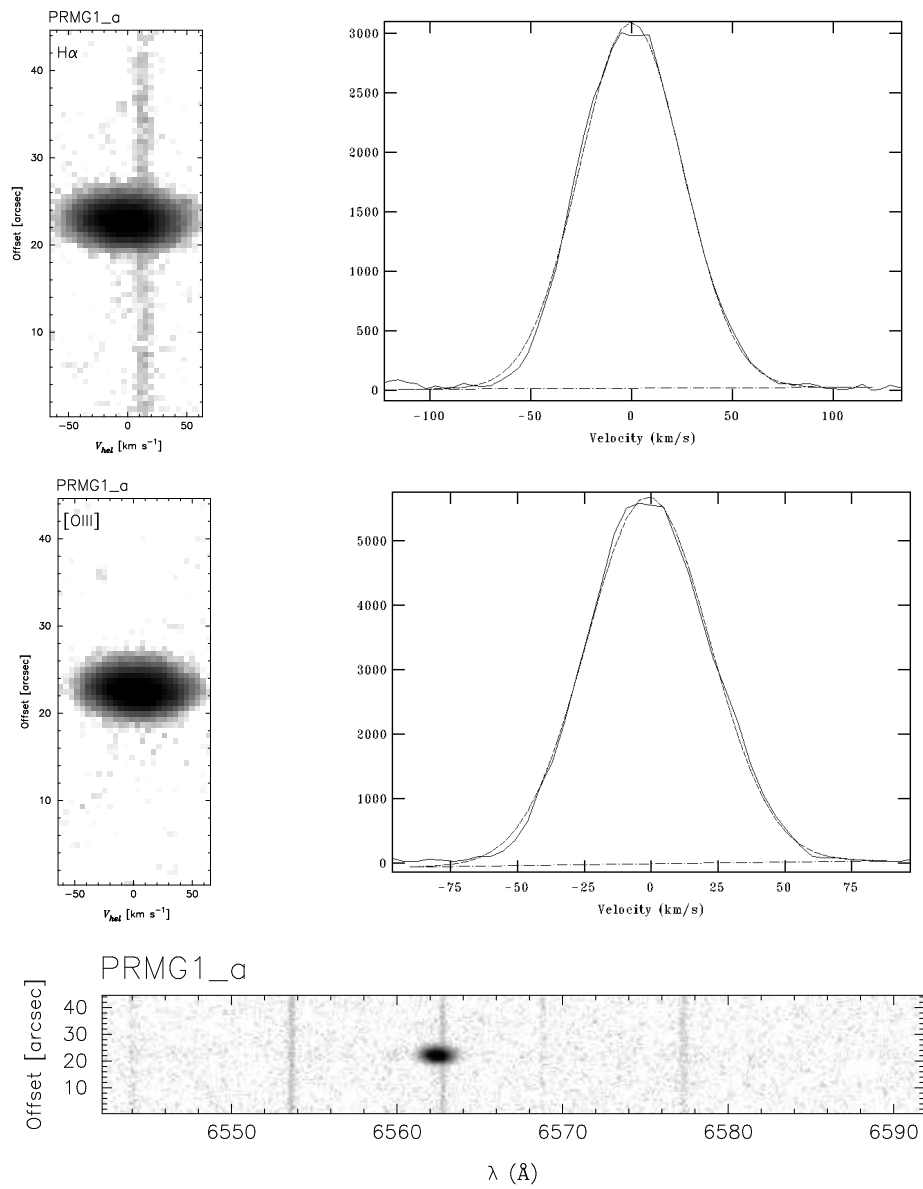 PRMG1_a
Hα
40
30
20
10
Offset [arcsec]
−50 0 50
V_hel [km s⁻¹]
3000
2500
2000
1500
1000
500
0
-100 -50 0 50 100
Velocity (km/s)
PRMG1_a
[OIII]
40
30
20
10
Offset [arcsec]
−50 0 50
V_hel [km s⁻¹]
5000
4000
3000
2000
1000
0
-75 -50 -25 0 25 50 75
Velocity (km/s)
PRMG1_a
40
30
20
10
Offset [arcsec]
6550 6560 6570 6580 6590
λ (Å)